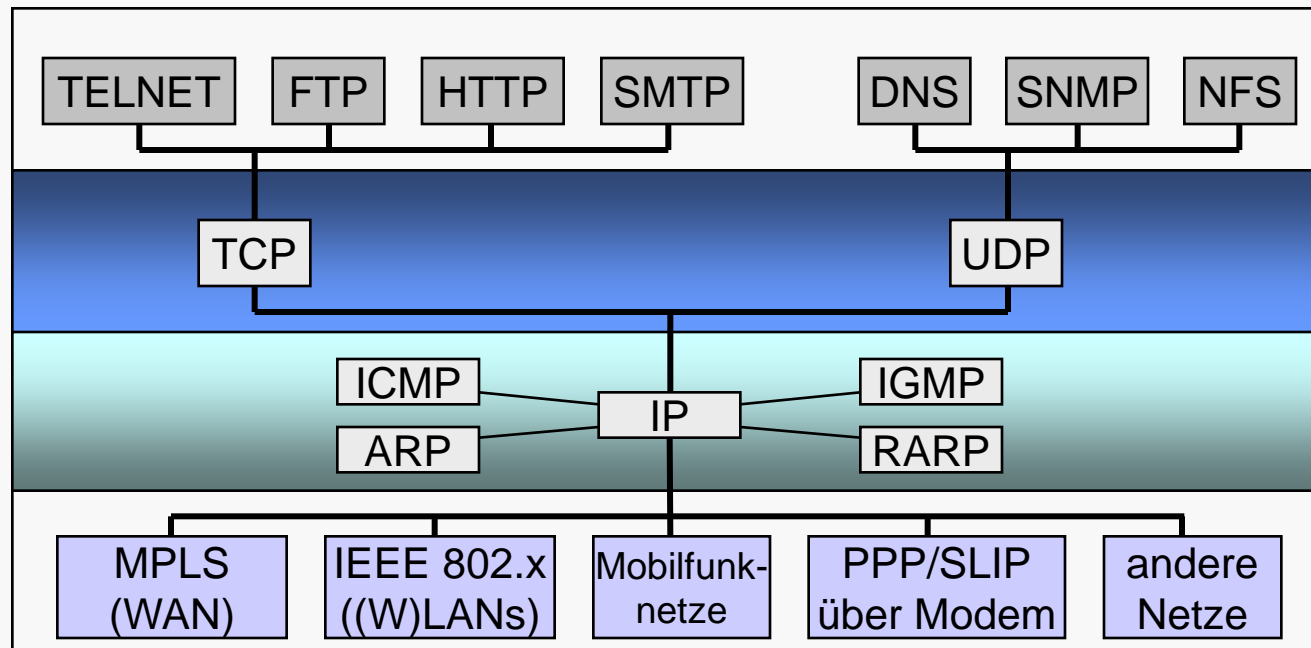 TELNET
FTP
HTTP
SMTP
DNS
SNMP
NFS
TCP
UDP
ICMP
IGMP
IP
ARP
RARP
MPLS
(WAN)
IEEE 802.x
((W)LANs)
Mobilfunk-
netze
PPP/SLIP
über Modem
andere
Netze